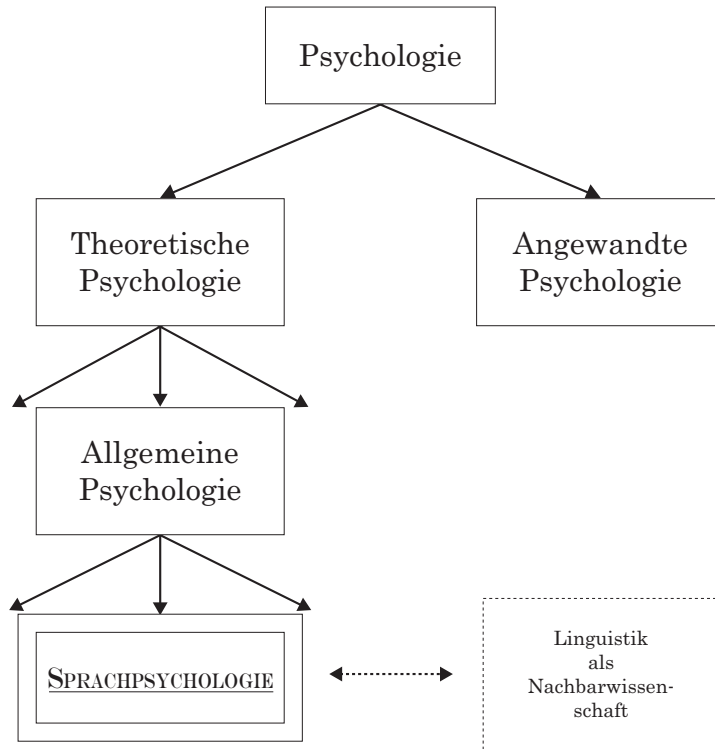 Psychologie
Theoretische
Psychologie
Angewandte
Psychologie
Allgemeine
Psychologie
SPRACHPSYCHOLOGIE
Linguistik
als
Nachbarwissen-
schaft